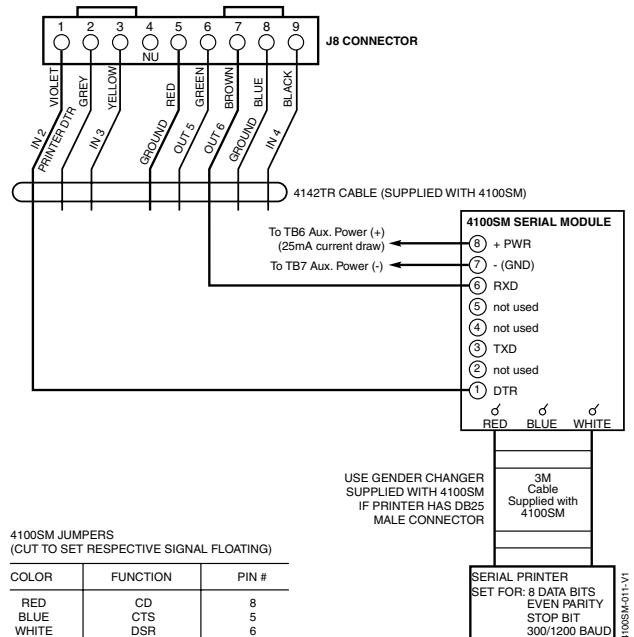 1 2 3 4 5 6 7 8 9
NU
J8 CONNECTOR
VIOLET
GREY
YELLOW
RED
GREEN
BROWN
BLUE
BLACK
IN 2
PRINTER DTR
IN 3
GROUND
OUT 5
OUT 6
GROUND
IN 4
4142TR CABLE (SUPPLIED WITH 4100SM)
To TB6 Aux. Power (+)
(25mA current draw)
To TB7 Aux. Power (-)
4100SM SERIAL MODULE
8 + PWR
7 - (GND)
6 RXD
5 not used
4 not used
3 TXD
2 not used
1 DTR
RED BLUE WHITE
USE GENDER CHANGER
SUPPLIED WITH 4100SM
IF PRINTER HAS DB25
MALE CONNECTOR
3M
Cable
Supplied with
4100SM
4100SM JUMPERS
(CUT TO SET RESPECTIVE SIGNAL FLOATING)
COLOR FUNCTION PIN #
RED CD 8
BLUE CTS 5
WHITE DSR 6
SERIAL PRINTER
SET FOR: 8 DATA BITS
EVEN PARITY
STOP BIT
300/1200 BAUD
4100SM-011-V1